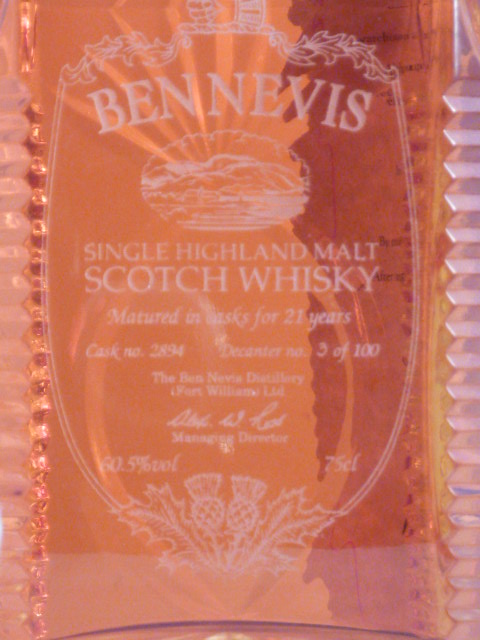 BEN NEVIS
SINGLE HIGHLAND MALT
SCOTCH WHISKY
Matured in casks for 21 years
Cask no. 2894 Decanter no. 3 of 100
The Ben Nevis Distillery
(Fort William) Ltd
Managing Director
60.5%vol 75cl